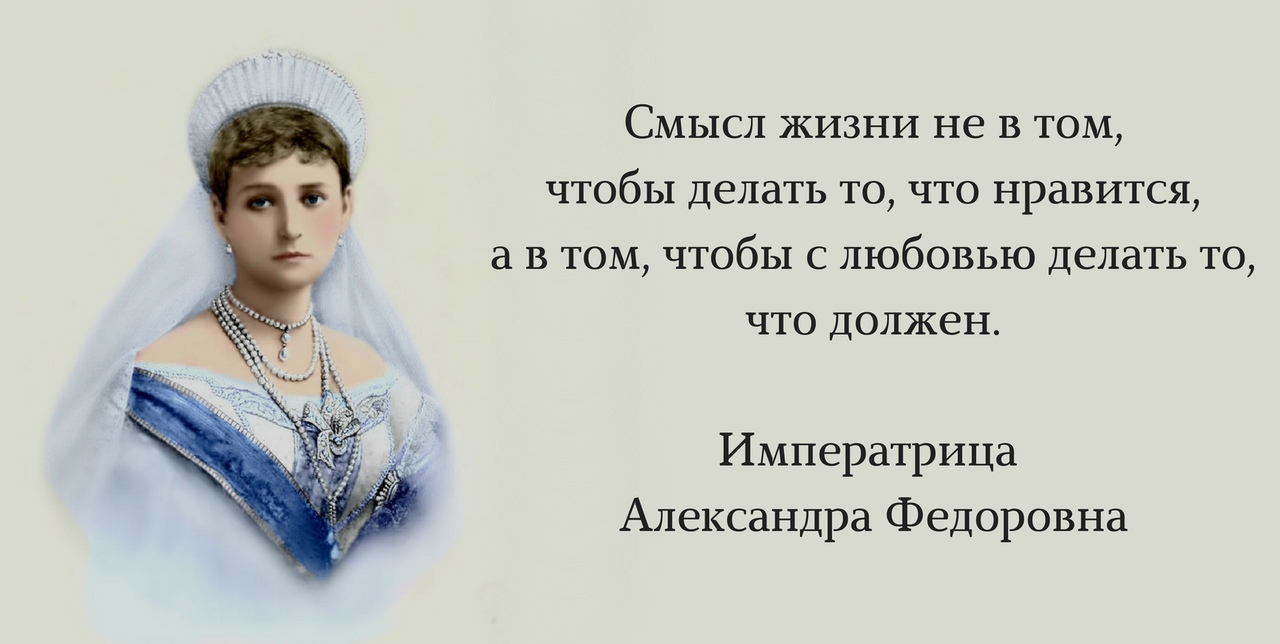 Смысл жизни не в том,
чтобы делать то, что нравится,
а в том, чтобы с любовью делать то,
что должен.
Императрица
Александра Федоровна